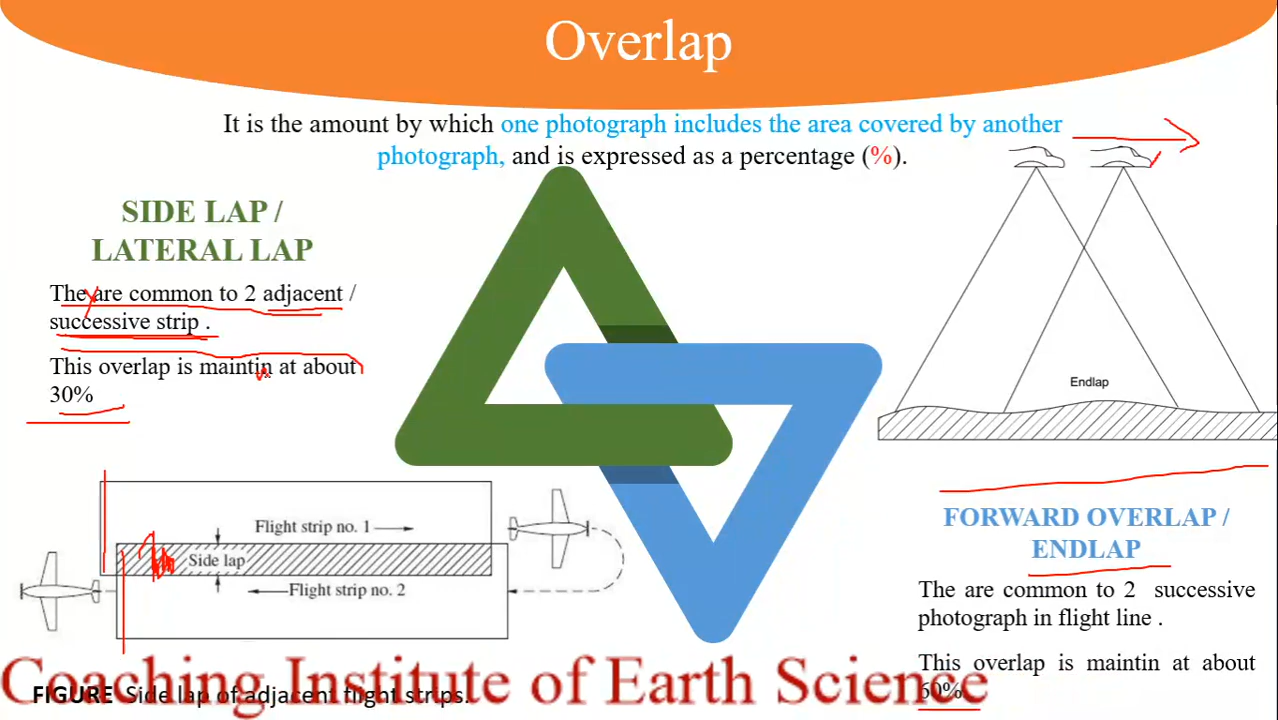 Overlap
It is the amount by which one photograph includes the area covered by another
photograph, and is expressed as a percentage (%).
SIDE LAP /
LATERAL LAP
The are common to 2 adjacent /
successive strip .
This overlap is maintin at about
30%
Endlap
Flight strip no. 1
Side lap
Flight strip no. 2
FORWARD OVERLAP /
ENDLAP
The are common to 2 successive
photograph in flight line .
This overlap is maintin at about
60%
Coaching Institute of Earth Science
FIGURE Side lap of adjacent flight strips.